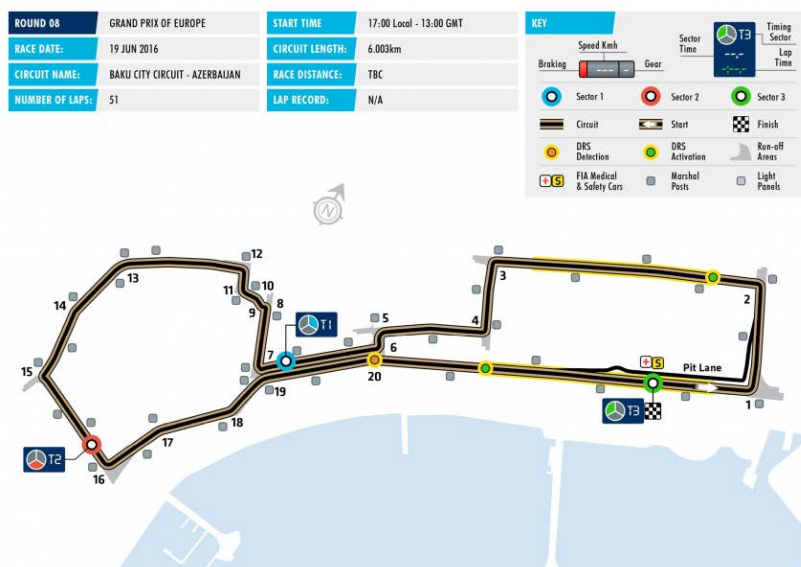 ROUND 08 GRAND PRIX OF EUROPE
START TIME 17:00 Local - 13:00 GMT
RACE DATE: 19 JUN 2016
CIRCUIT LENGTH: 6.003km
CIRCUIT NAME: BAKU CITY CIRCUIT - AZERBAIJAN
RACE DISTANCE: TBC
NUMBER OF LAPS: 51
LAP RECORD: N/A
KEY
Speed Kmh
Braking
Gear
Sector Time
T3
Timing Sector
Lap Time
Sector 1
Sector 2
Sector 3
Circuit
Start
Finish
DRS Detection
DRS Activation
Run-off Areas
S
FIA Medical & Safety Cars
Marshal Posts
Light Panels
12
13
3
10
11
2
8
14
9
5
T1
4
7
6
S
Pit Lane
15
20
19
1
T3
18
17
T2
16